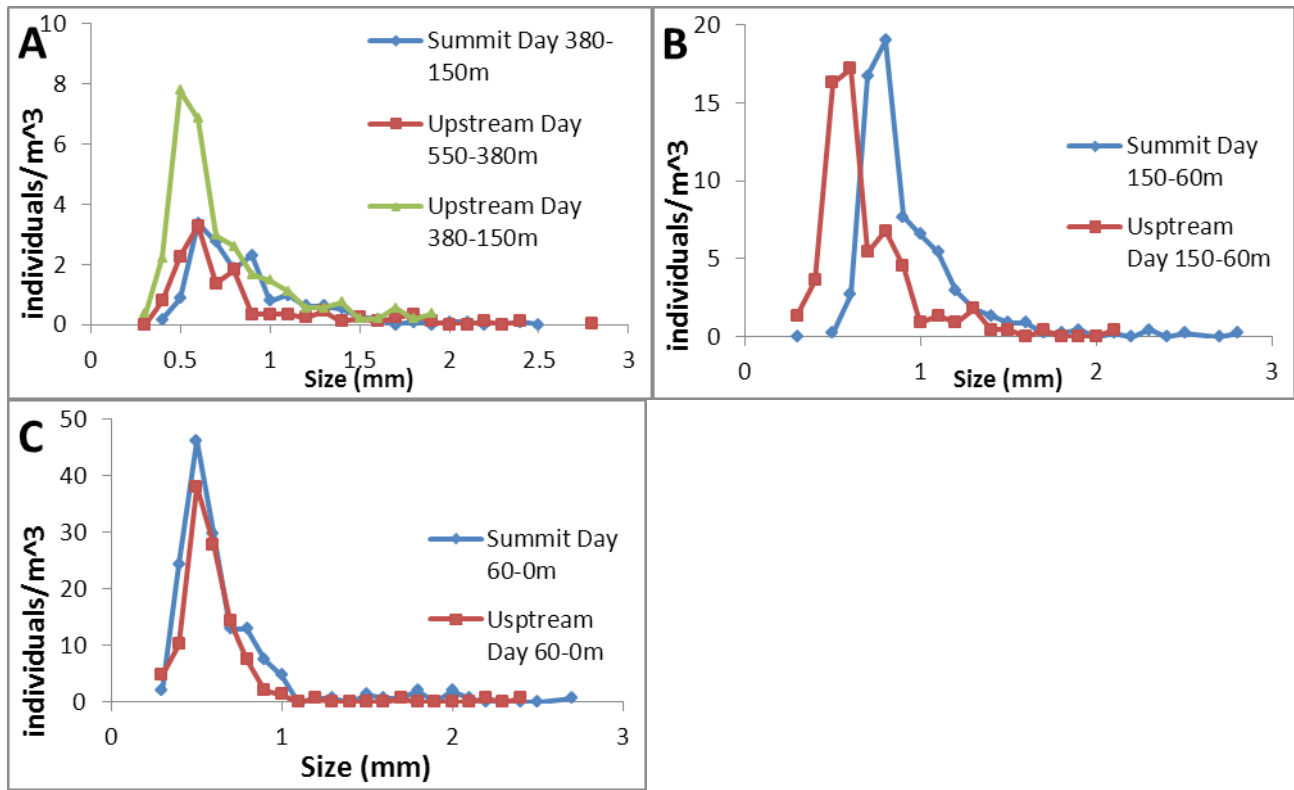 A
individuals/m^3
10
8
6
4
2
0
0
0.5
1
1.5
2
2.5
3
Size (mm)
Summit Day 380-
150m
Upstream Day
550-380m
Upstream Day
380-150m
B
individuals/m^3
20
15
10
5
0
0
1
2
3
Size (mm)
Summit Day
150-60m
Usptream
Day 150-60m
C
individuals/m^3
50
40
30
20
10
0
0
1
2
3
Size (mm)
Summit Day
60-0m
Usptream
Day 60-0m